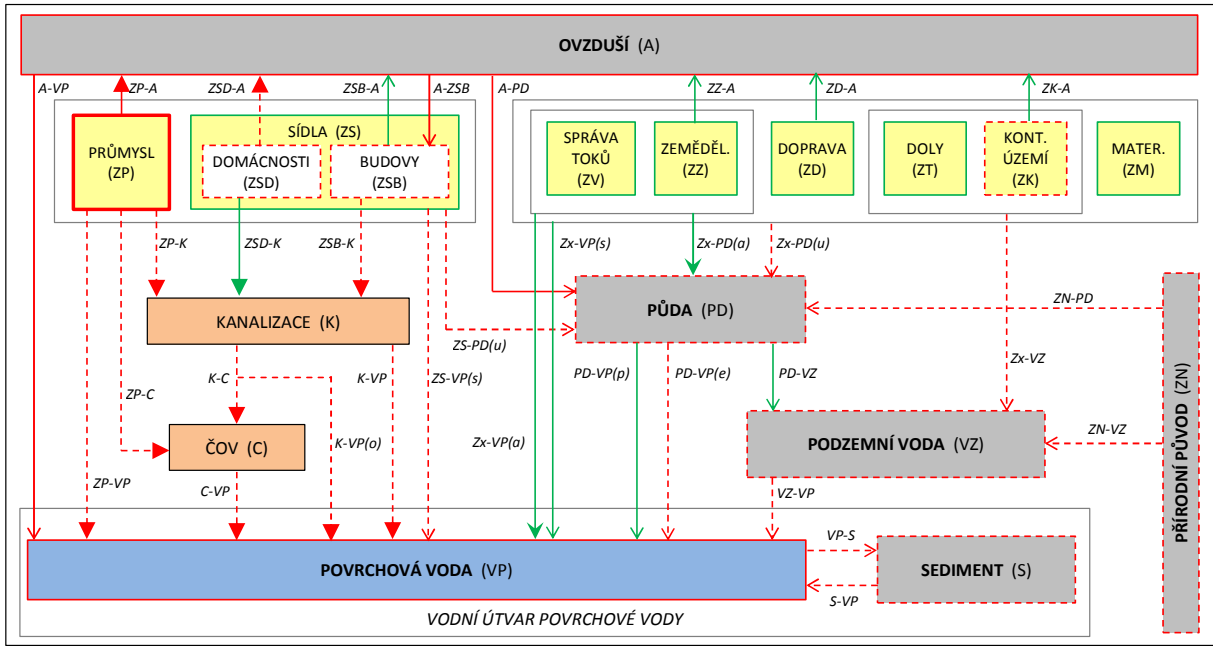 OVZDUŠÍ (A)
A-VP
ZP-A
ZSD-A
ZSB-A
A-ZSB
A-PD
ZZ-A
ZD-A
ZK-A
PRŮMYSL
(ZP)
SÍDLA (ZS)
DOMÁCNOSTI
(ZSD)
BUDOVY
(ZSB)
SPRÁVA
TOKŮ
(ZV)
ZEMĚDĚL.
(ZZ)
DOPRAVA
(ZD)
DOLY
(ZT)
KONT.
ÚZEMÍ
(ZK)
MATER.
(ZM)
ZP-K
ZSD-K
ZSB-K
Zx-VP(s)
Zx-PD(a)
Zx-PD(u)
KANALIZACE (K)
PŮDA (PD)
ZN-PD
ZS-PD(u)
K-C
K-VP
ZS-VP(s)
PD-VP(p)
PD-VP(e)
PD-VZ
Zx-VZ
ZP-C
ČOV (C)
K-VP(o)
Zx-VP(a)
PODZEMNÍ VODA (VZ)
ZN-VZ
PŘÍRODNÍ PŮVOD (ZN)
ZP-VP
C-VP
VZ-VP
POVRCHOVÁ VODA (VP)
VP-S
SEDIMENT (S)
S-VP
VODNÍ ÚTVAR POVRCHOVÉ VODY